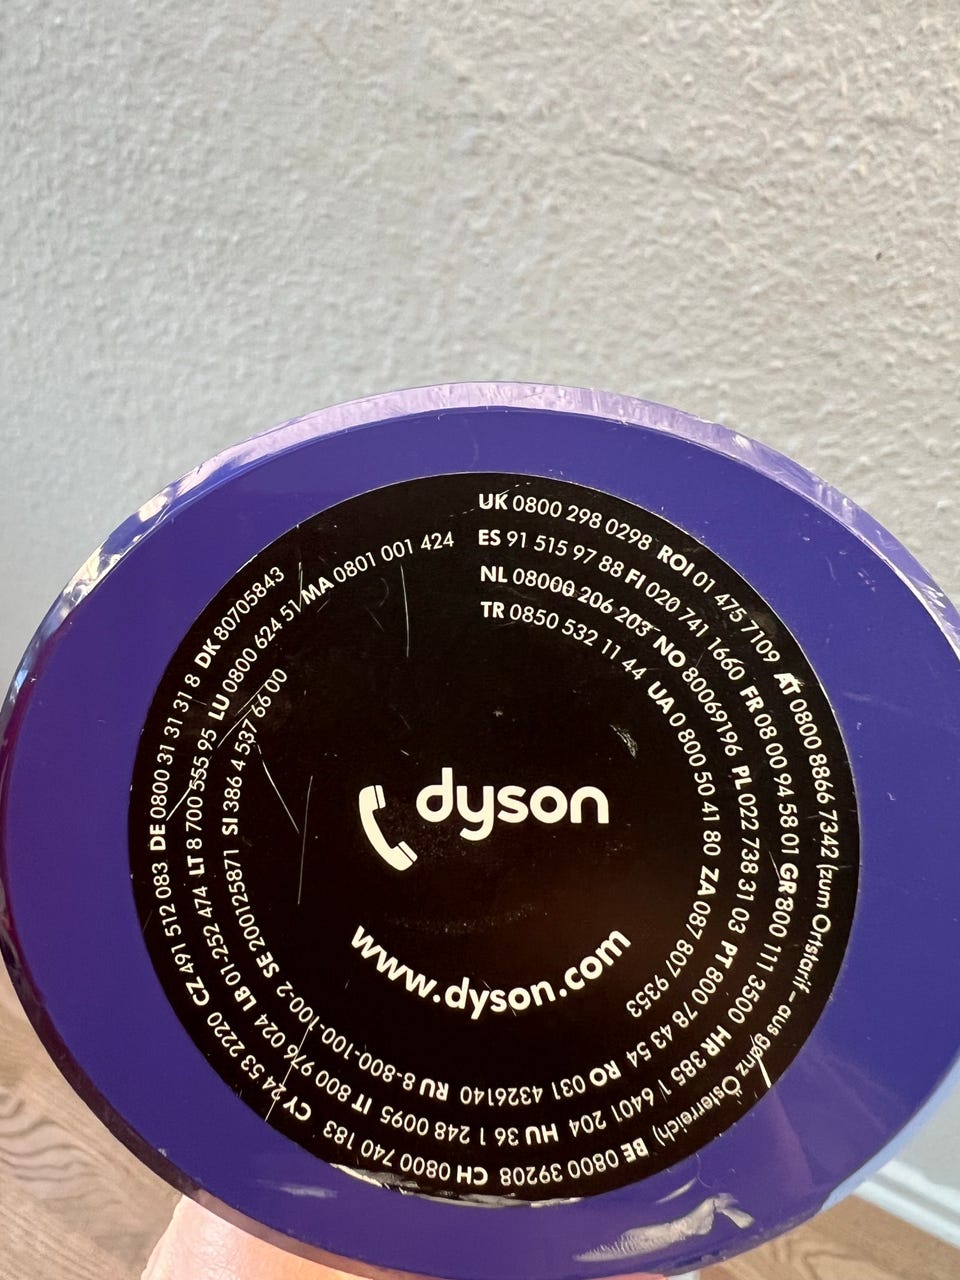 UK 0800 298 0298 ROI 01 475 7109 AT 0800 8866 7342 (zum Ortstarif – aus ganz Österreich) BE 0800 39208 CH 0800 740 183 CY 24 53 2220 CZ 491 512 083 DE 0800 31 31 31 8 DK 80705843
ES 91 515 97 88 FI 020 741 1660 FR 08 00 94 58 01 GR 800 111 3500 HR 385 1 6401 204 HU 36 1 248 0095 IT 800 976 024 LB 01-252 474 LT 8 700 555 95 LU 0800 624 51 MA 0801 001 424
NL 08000 206 203 NO 80069196 PL 022 738 31 03 PT 800 78 43 54 RO 031 4326140 RU 8-800-100-100-2 SE 200125871 SI 386 4 537 66 00
TR 0850 532 11 44 UA 0 800 50 41 80 ZA 087 807 9353
dyson
www.dyson.com